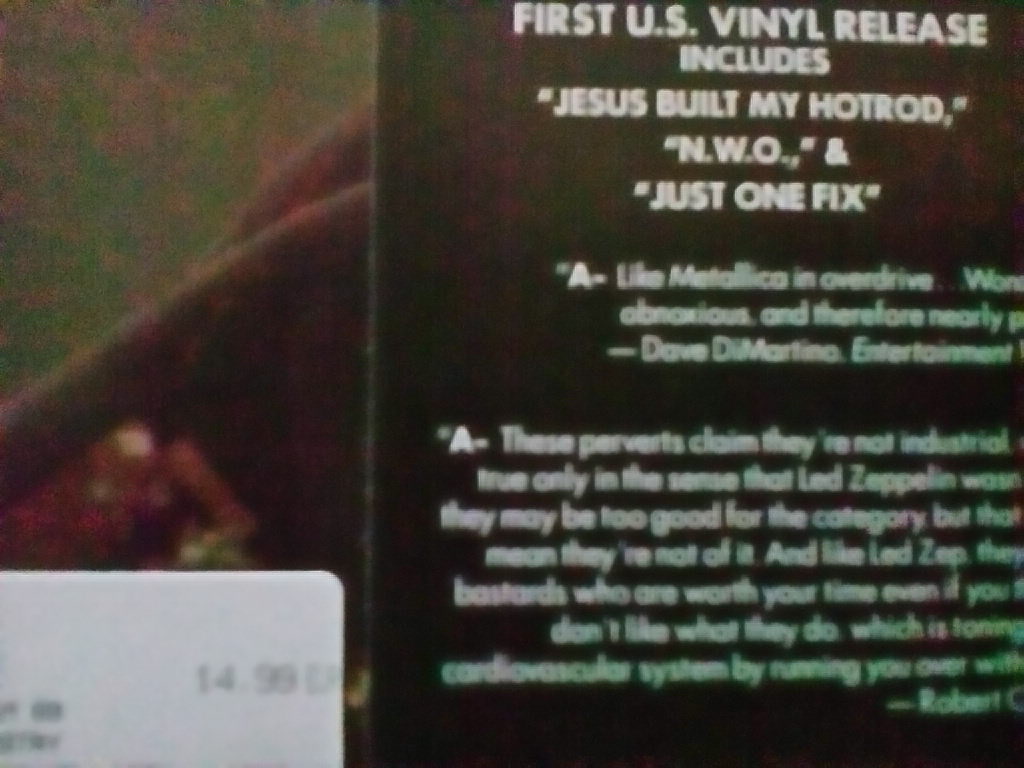 FIRST U.S. VINYL RELEASE
INCLUDES
"JESUS BUILT MY HOTROD,"
"N.W.O.," &
"JUST ONE FIX"
"A- Like Metallica in overdrive...
obnoxious, and therefore nearly
— Dave DiMartino, Entertainment
"A- These perverts claim they're not industrial,
true only in the sense that Led Zeppelin wasn
they may be too good for the category, but that
mean they're not of it. And like Led Zep, they
bastards who are worth your time even if you
don't like what they do, which is toning
cardiovascular system by running you over with
— Robert
14.99